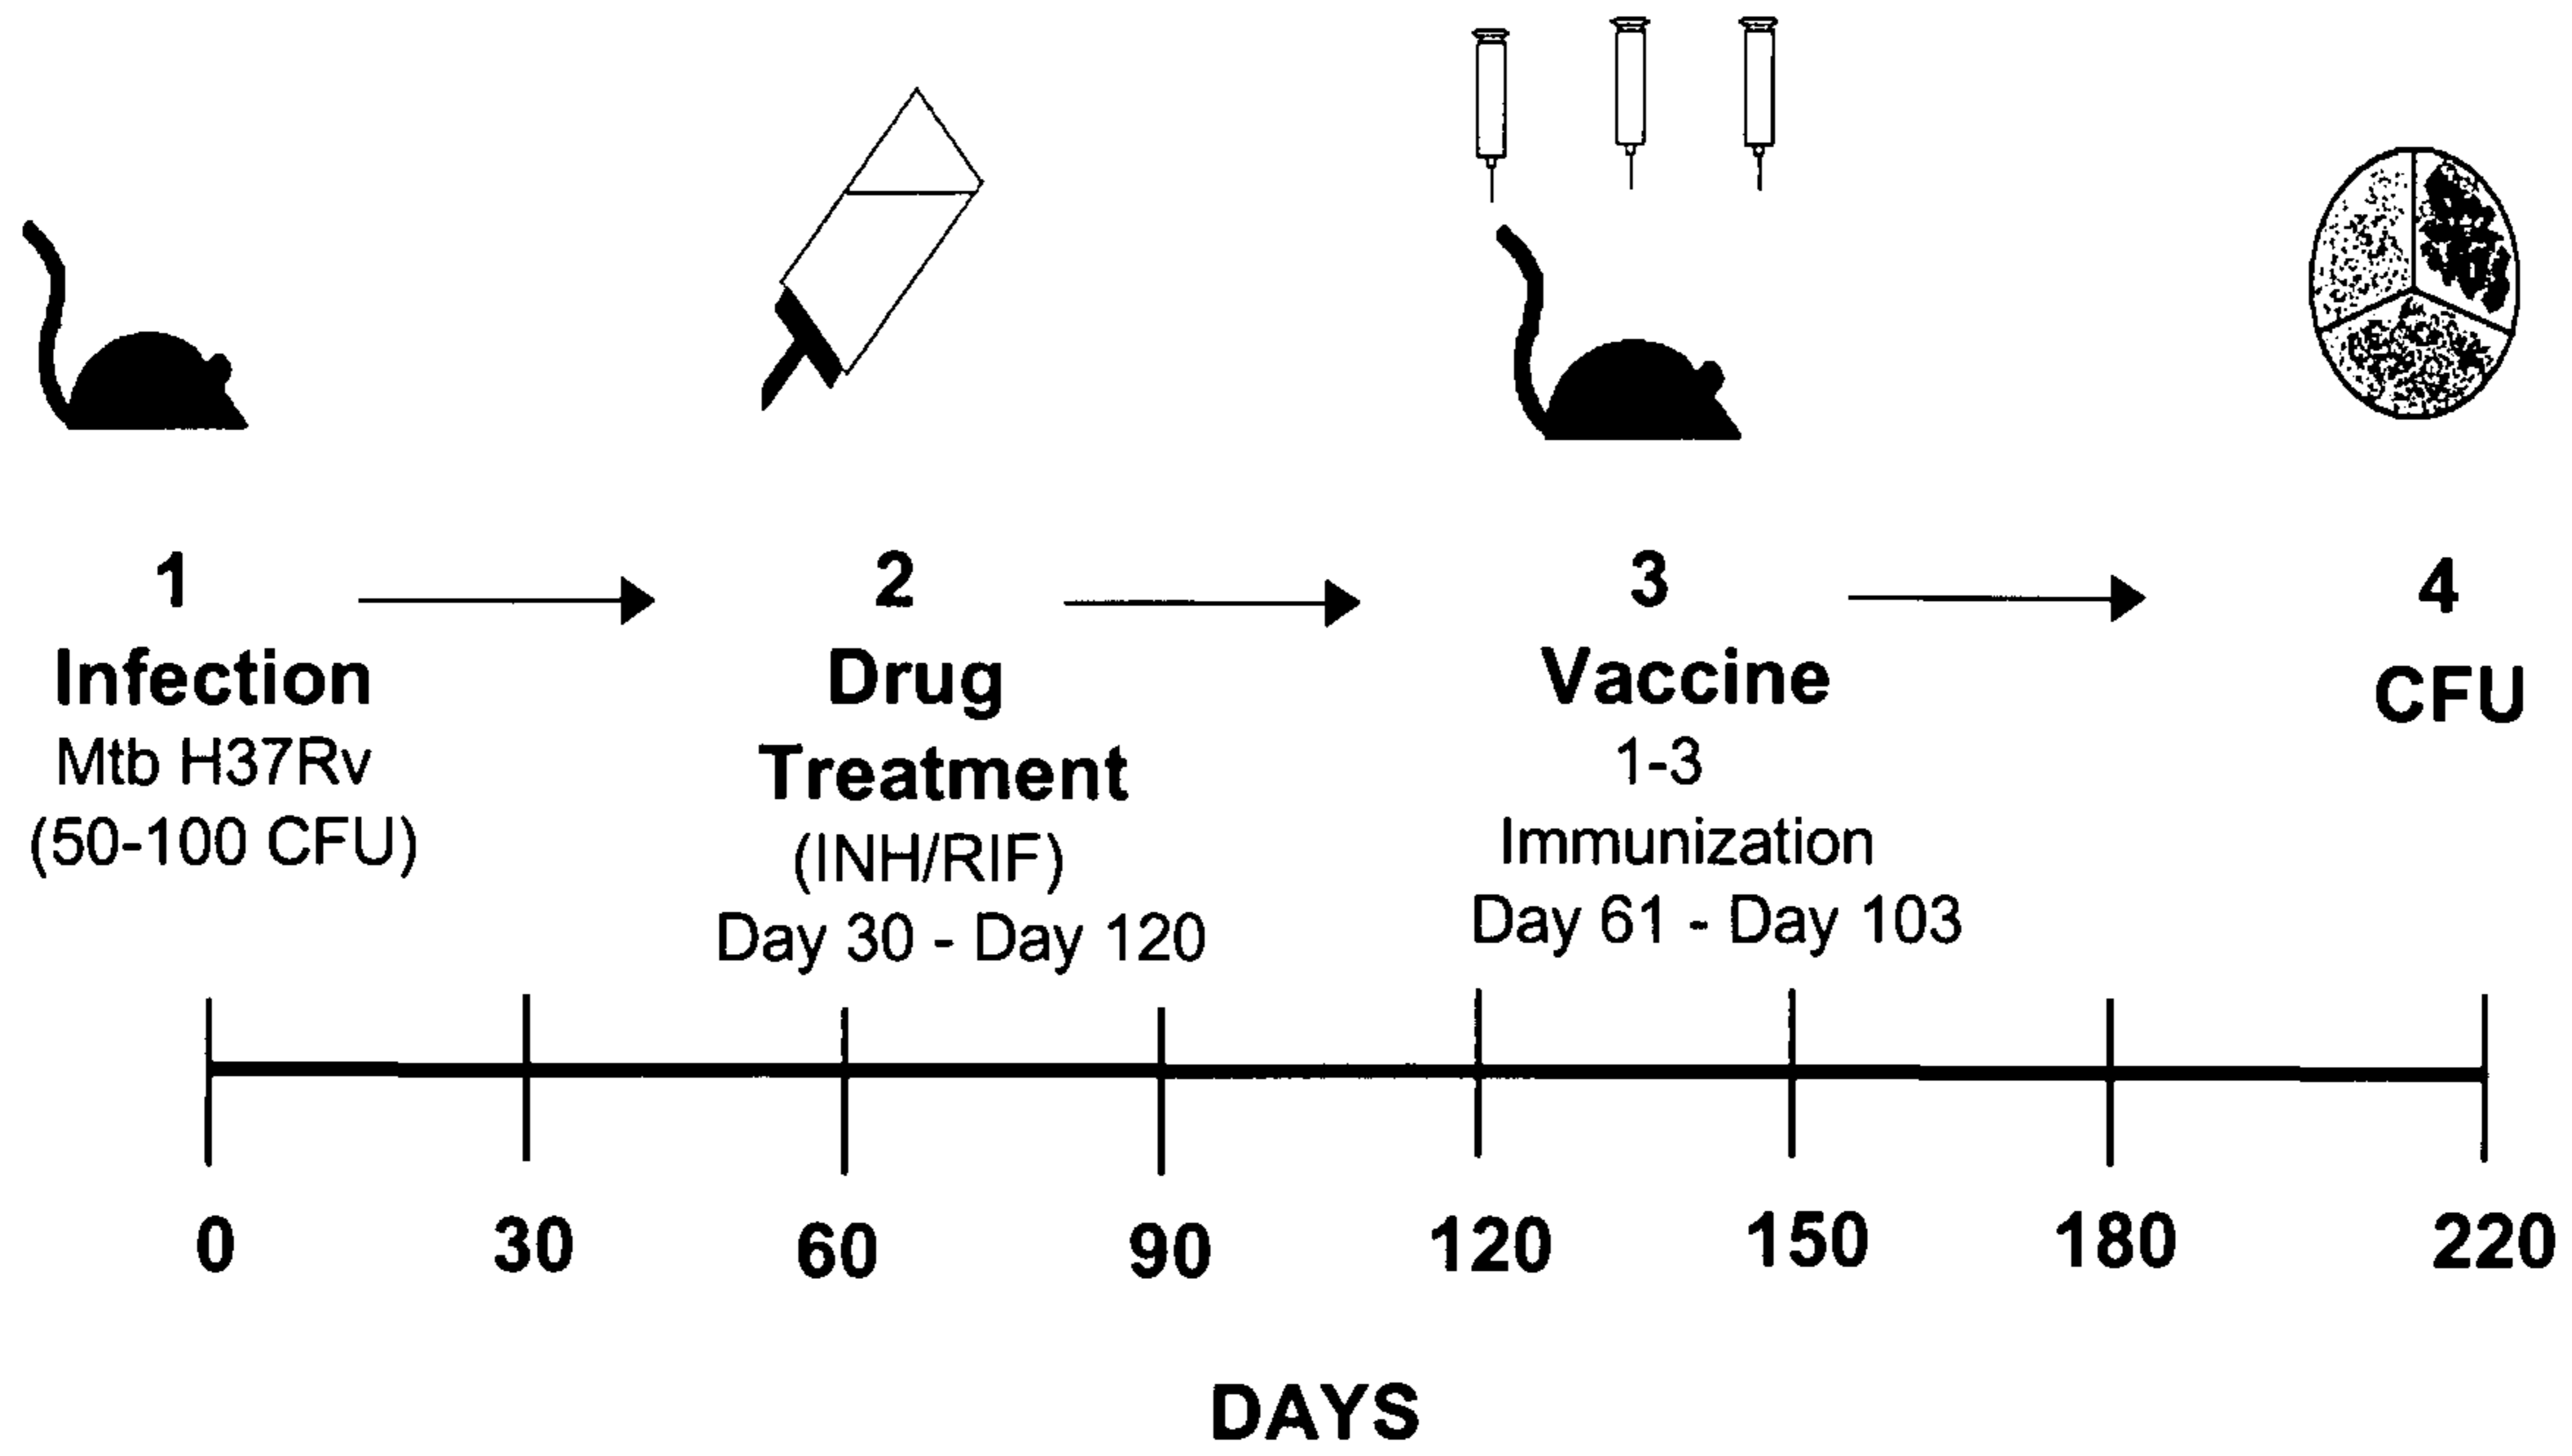 1
Infection
Mtb H37Rv
(50-100 CFU)
2
Drug
Treatment
(INH/RIF)
Day 30 - Day 120
3
Vaccine
1-3
Immunization
Day 61 - Day 103
4
CFU
0 30 60 90 120 150 180 220
DAYS